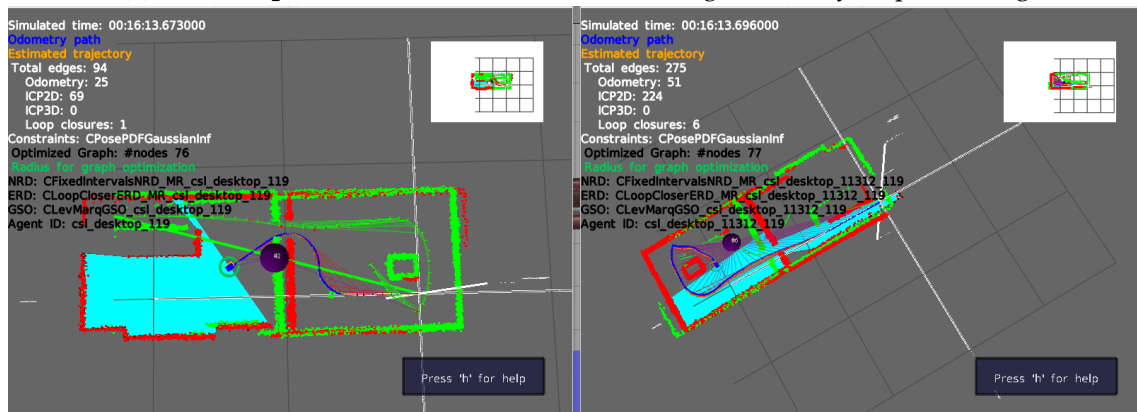 Simulated time: 00:16:13.673000
Odometry path
Estimated trajectory
Total edges: 94
Odometry: 25
ICP2D: 69
ICP3D: 0
Loop closures: 1
Constraints: CPosePDFGaussianInf
Optimized Graph: #nodes 76
Radius for graph optimization
NRD: CFixedIntervalsNRD_MR_csl_desktop_119
ERD: CLoopCloserERD_MR_csl_desktop_119
GSO: CLevMarqGSO_csl_desktop_119
Agent ID: csl_desktop_119
Press 'h' for help
Simulated time: 00:16:13.696000
Odometry path
Estimated trajectory
Total edges: 275
Odometry: 51
ICP2D: 224
ICP3D: 0
Loop closures: 6
Constraints: CPosePDFGaussianInf
Optimized Graph: #nodes 77
Radius for graph optimization
NRD: CFixedIntervalsNRD_MR_csl_desktop_11312_119
ERD: CLoopCloserERD_MR_csl_desktop_11312_119
GSO: CLevMarqGSO_csl_desktop_11312_119
Agent ID: csl_desktop_11312_119
Press 'h' for help